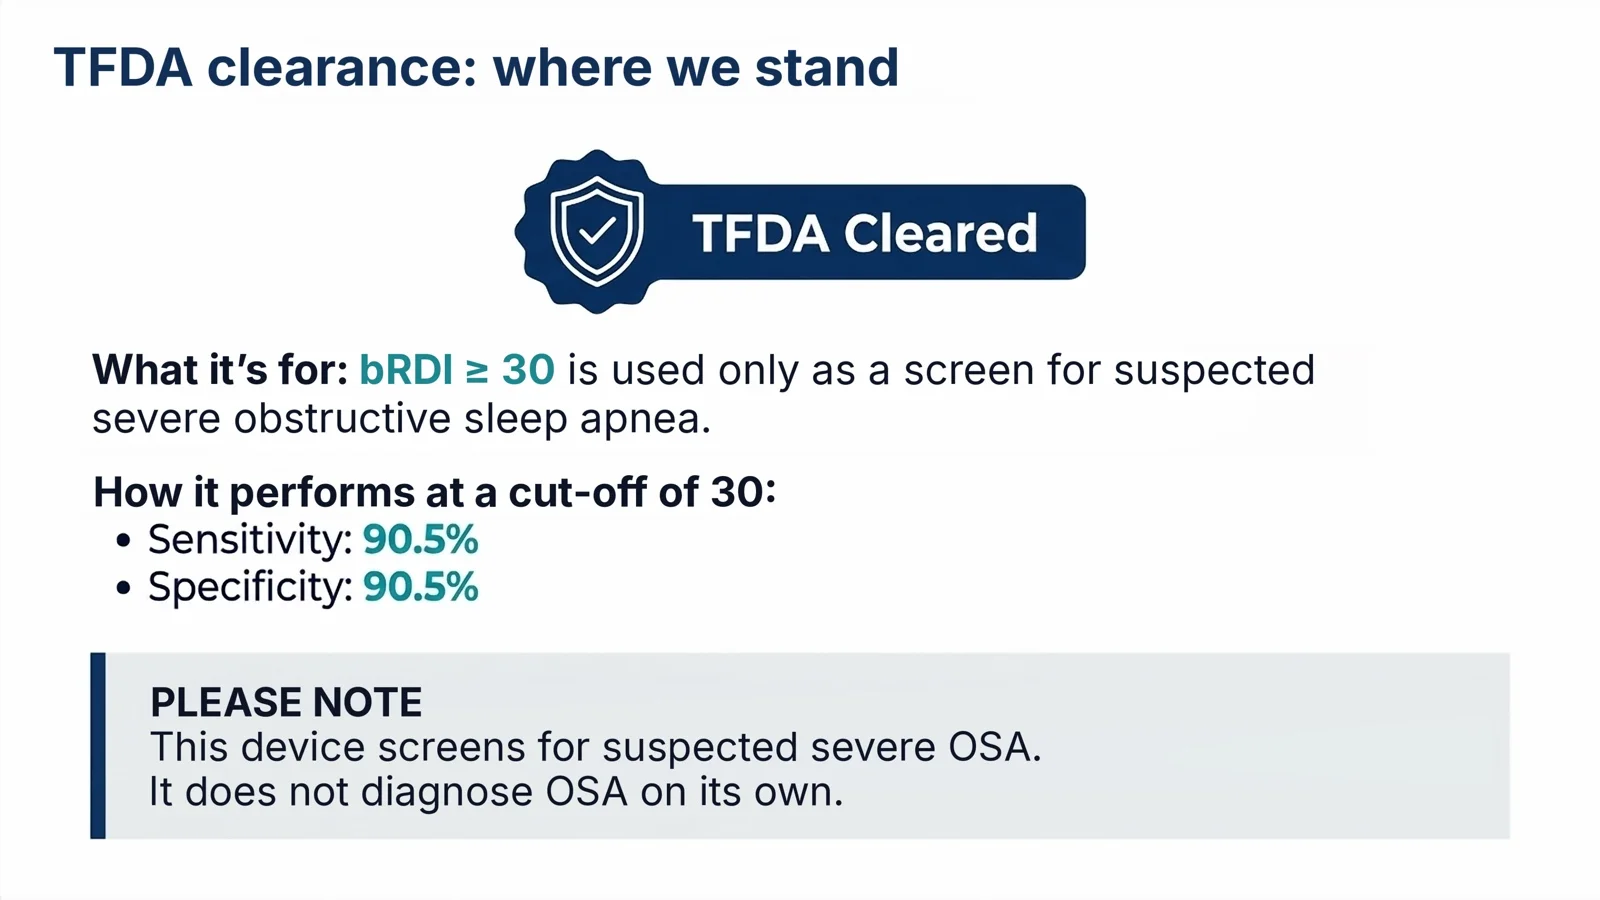 TFDA clearance: where we stand
TFDA Cleared
What it’s for: bRDI ≥ 30 is used only as a screen for suspected
severe obstructive sleep apnea.
How it performs at a cut-off of 30:
• Sensitivity: 90.5%
• Specificity: 90.5%
PLEASE NOTE
This device screens for suspected severe OSA.
It does not diagnose OSA on its own.